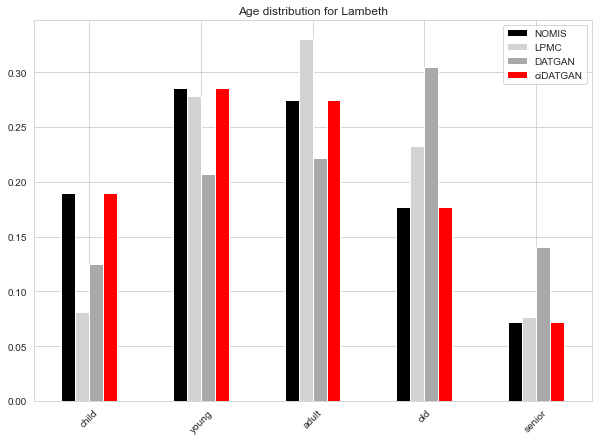 Age distribution for Lambeth
NOMIS
LPMC
DATGAN
ciDATGAN
0.30
0.25
0.20
0.15
0.10
0.05
0.00
child
young
adult
old
senior